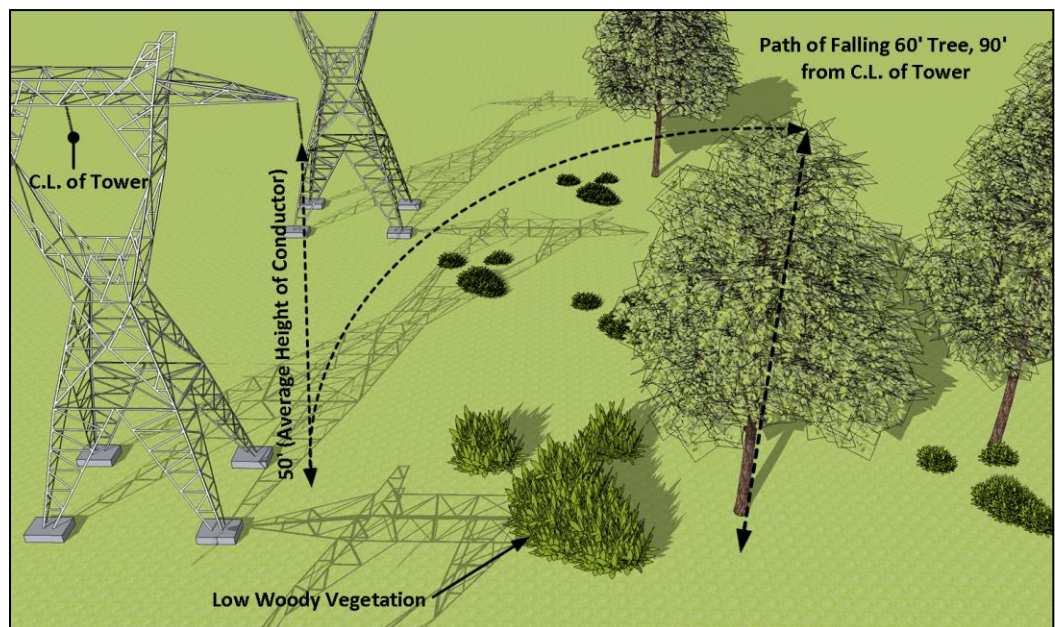 Path of Falling 60' Tree, 90'
from C.L. of Tower
C.L. of Tower
50' (Average Height of Conductor)
Low Woody Vegetation